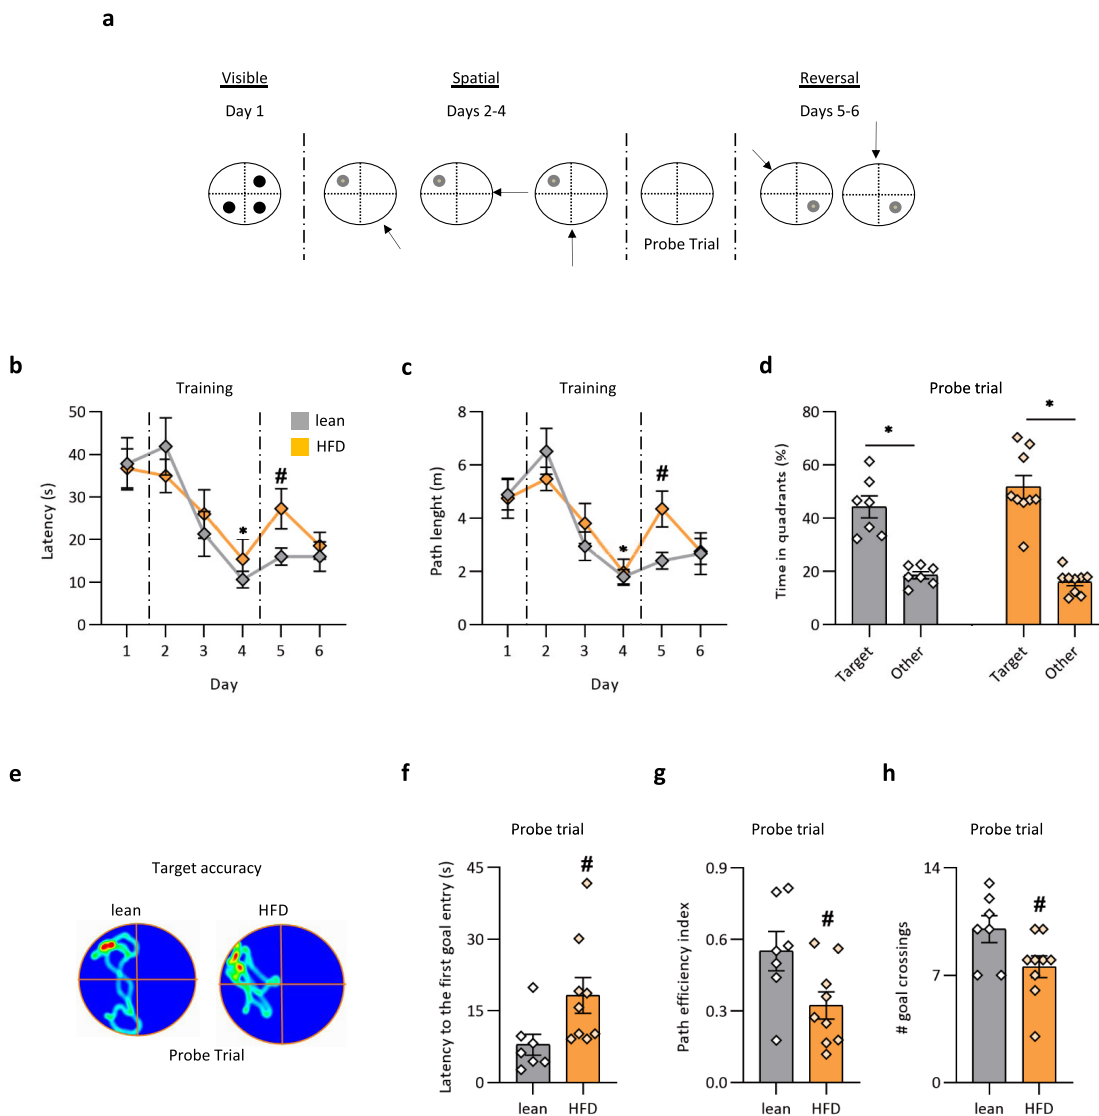 a
Visible
Spatial
Reversal
Day 1
Days 2-4
Days 5-6
Probe Trial
b
Training
Latency (s)
50
40
30
20
10
0
lean
HFD
#
*
1 2 3 4 5 6
Day
c
Training
Path lenght (m)
8
6
4
2
0
#
*
1 2 3 4 5 6
Day
d
Probe trial
Time in quadrants (%)
80
60
40
20
0
*
*
Target
Other
Target
Other
e
Target accuracy
lean
HFD
Probe Trial
f
Probe trial
Latency to the first goal entry (s)
45
30
15
0
#
lean
HFD
g
Probe trial
Path efficiency index
0.9
0.6
0.3
0.0
#
lean
HFD
h
Probe trial
# goal crossings
14
7
0
#
lean
HFD